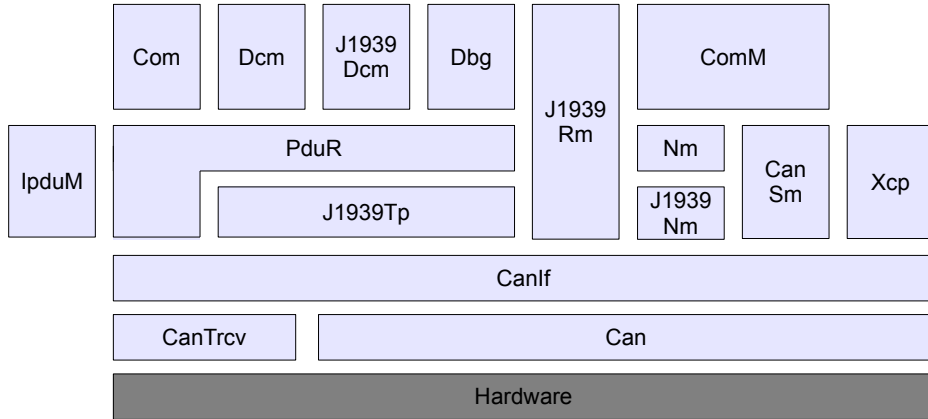 Com
Dcm
J1939
Dcm
Dbg
J1939
Rm
ComM
IpduM
PduR
Nm
Can
Sm
Xcp
J1939Tp
J1939
Nm
CanIf
CanTrcv
Can
Hardware